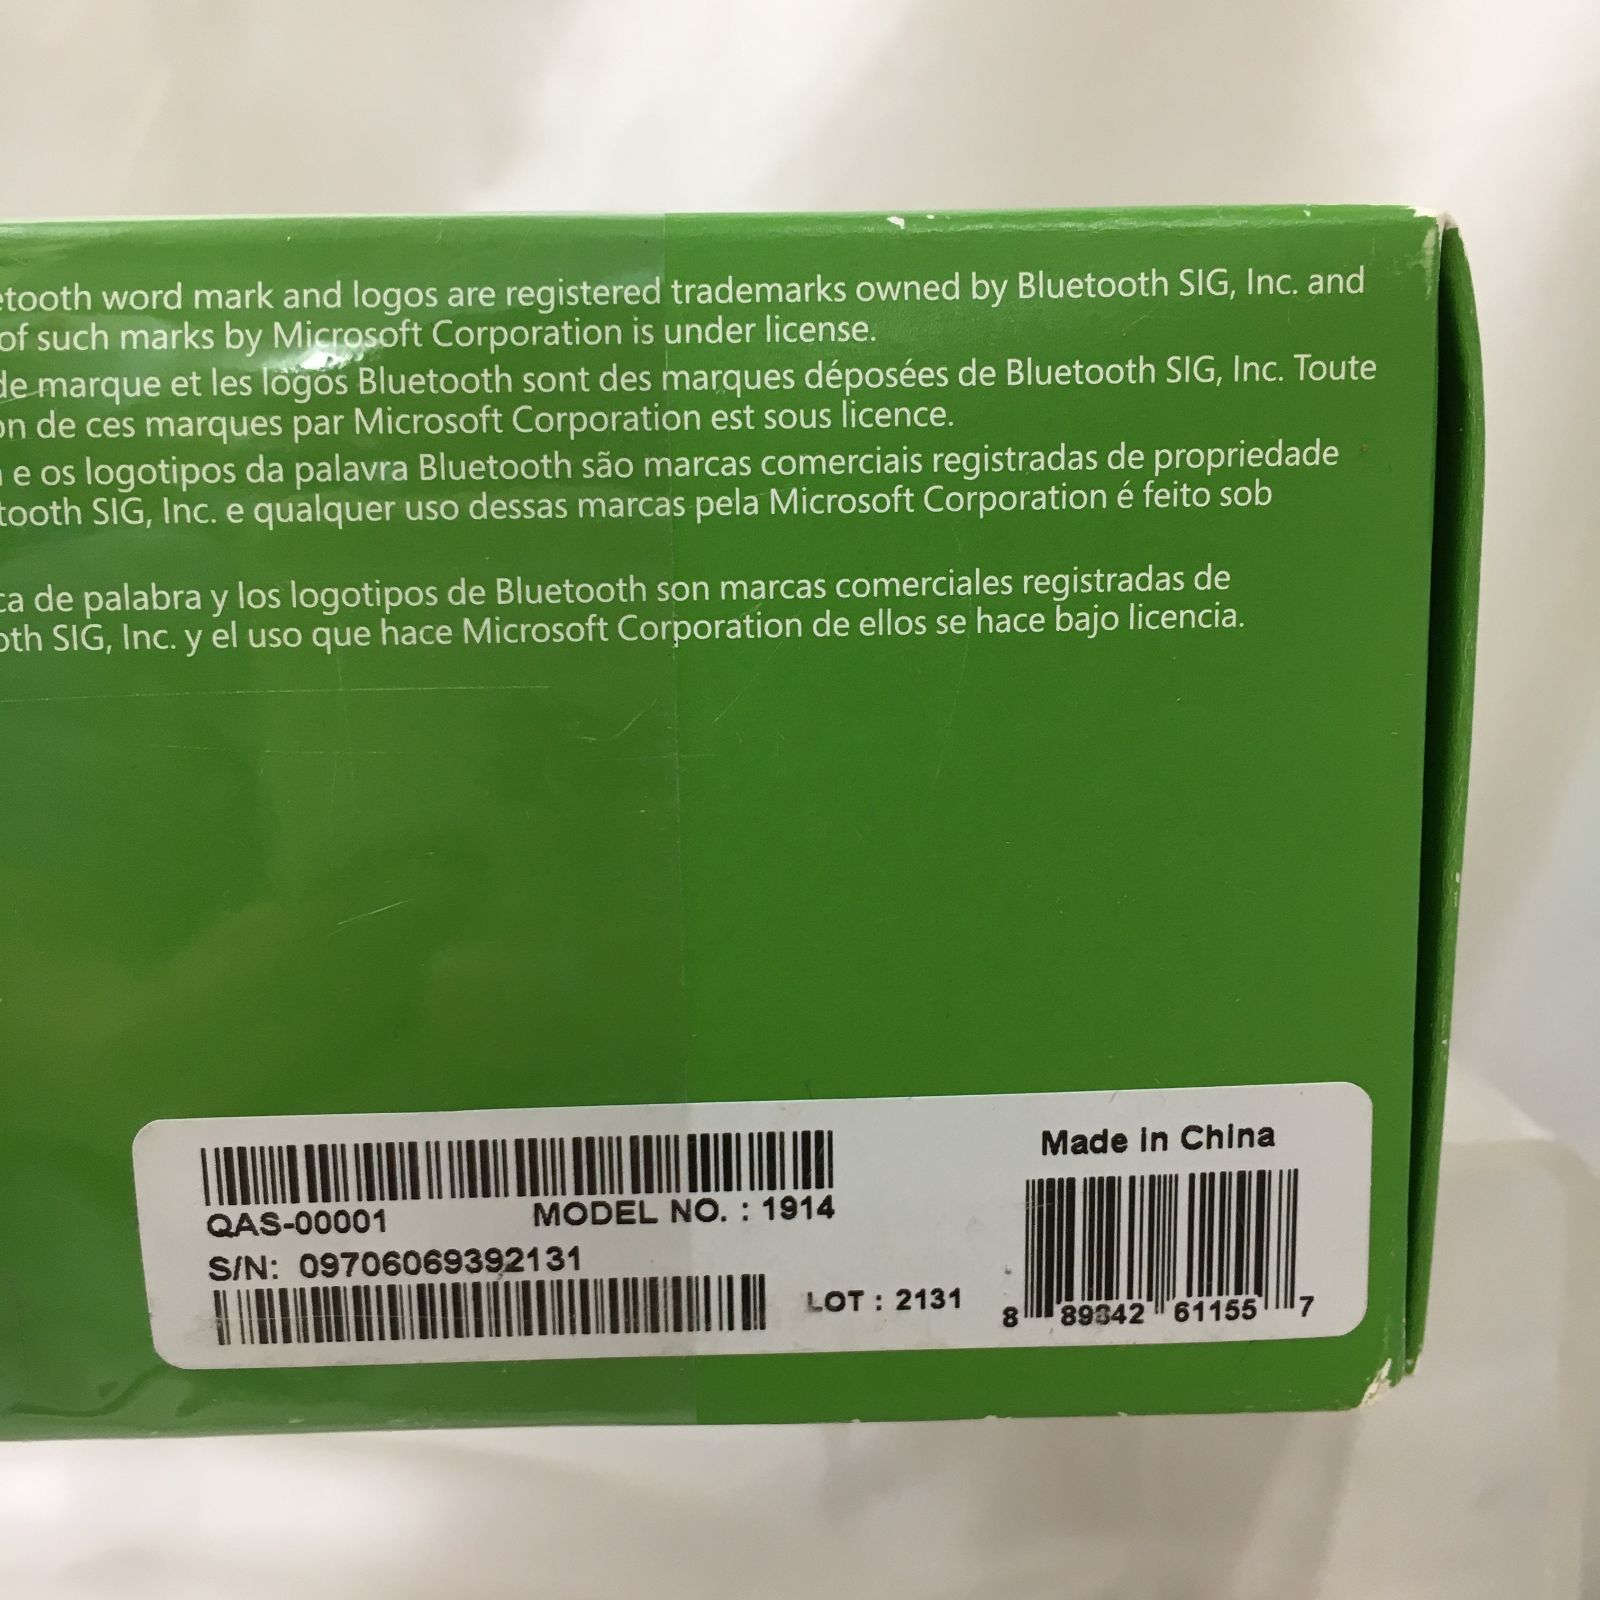 etooth word mark and logos are registered trademarks owned by Bluetooth SIG, Inc. and
of such marks by Microsoft Corporation is under license.
de marque et les logos Bluetooth sont des marques déposées de Bluetooth SIG, Inc. Toute
on de ces marques par Microsoft Corporation est sous licence.
e os logotipos da palavra Bluetooth são marcas comerciais registradas de propriedade
tooth SIG, Inc. e qualquer uso dessas marcas pela Microsoft Corporation é feito sob
ca de palabra y los logotipos de Bluetooth son marcas comerciales registradas de
oth SIG, Inc. y el uso que hace Microsoft Corporation de ellos se hace bajo licencia.
Made in China
QAS-00001 MODEL NO. : 1914
S/N: 09706069392131
LOT : 2131
8 89842 61155 7